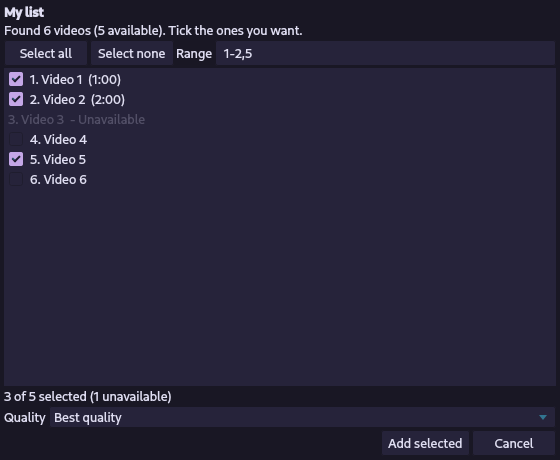 My list
Found 6 videos (5 available). Tick the ones you want.
Select all Select none Range 1-2,5
1. Video 1 (1:00)
2. Video 2 (2:00)
3. Video 3 - Unavailable
4. Video 4
5. Video 5
6. Video 6
3 of 5 selected (1 unavailable)
Quality Best quality
Add selected Cancel